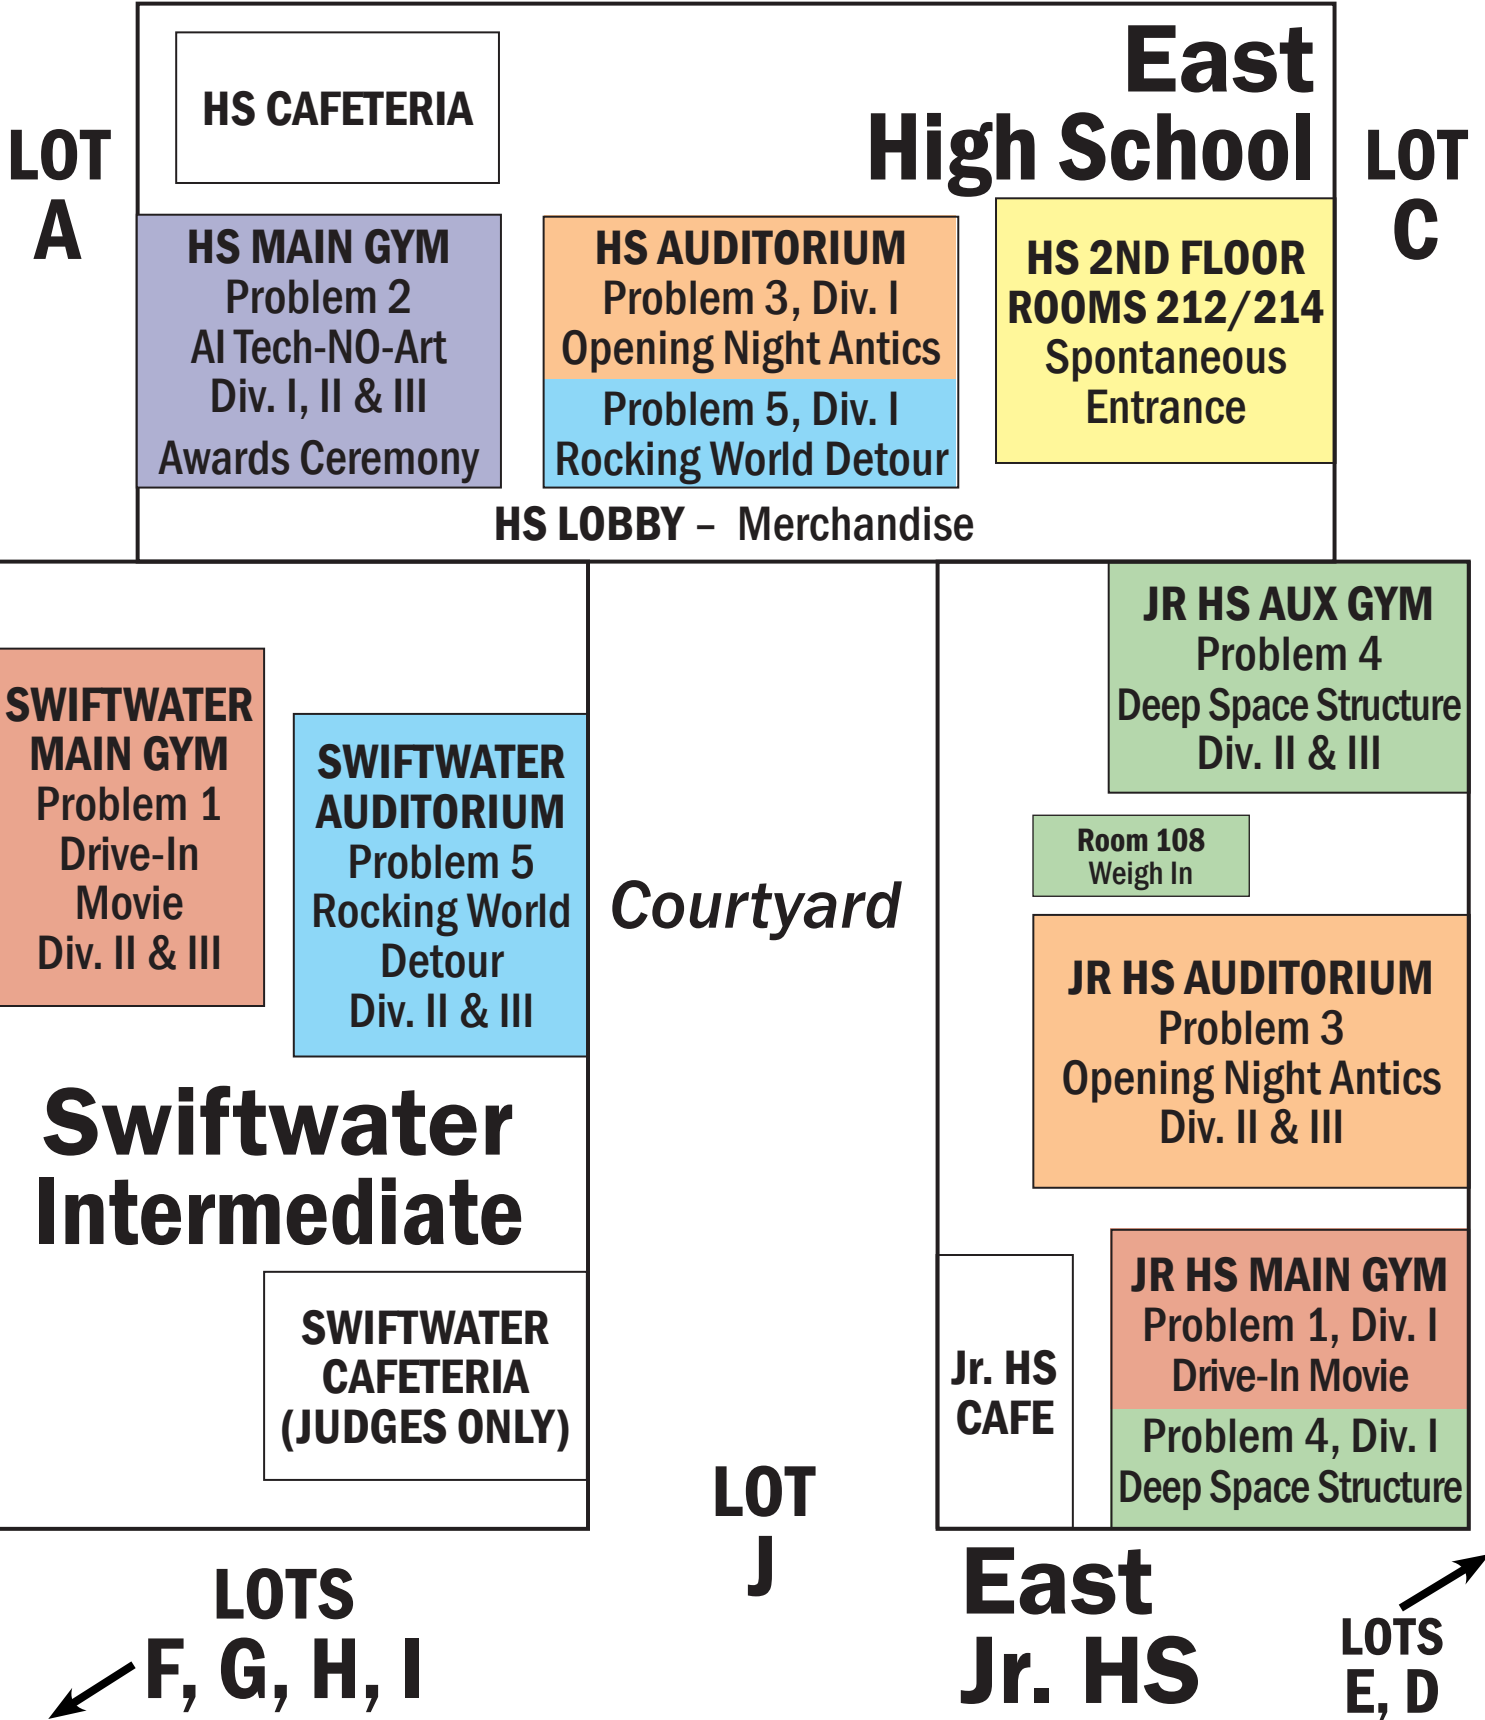 East
High School
HS CAFETERIA
LOT
A
LOT
C
HS MAIN GYM
Problem 2
AI Tech-NO-Art
Div. I, II & III
Awards Ceremony
HS AUDITORIUM
Problem 3, Div. I
Opening Night Antics
Problem 5, Div. I
Rocking World Detour
HS 2ND FLOOR
ROOMS 212/214
Spontaneous
Entrance
HS LOBBY – Merchandise
SWIFTWATER
MAIN GYM
Problem 1
Drive-In
Movie
Div. II & III
SWIFTWATER
AUDITORIUM
Problem 5
Rocking World
Detour
Div. II & III
Swiftwater
Intermediate
SWIFTWATER
CAFETERIA
(JUDGES ONLY)
Courtyard
JR HS AUX GYM
Problem 4
Deep Space Structure
Div. II & III
Room 108
Weigh In
JR HS AUDITORIUM
Problem 3
Opening Night Antics
Div. II & III
Jr. HS
CAFE
JR HS MAIN GYM
Problem 1, Div. I
Drive-In Movie
Problem 4, Div. I
Deep Space Structure
LOT
J
LOTS
F, G, H, I
East
Jr. HS
LOTS
E, D